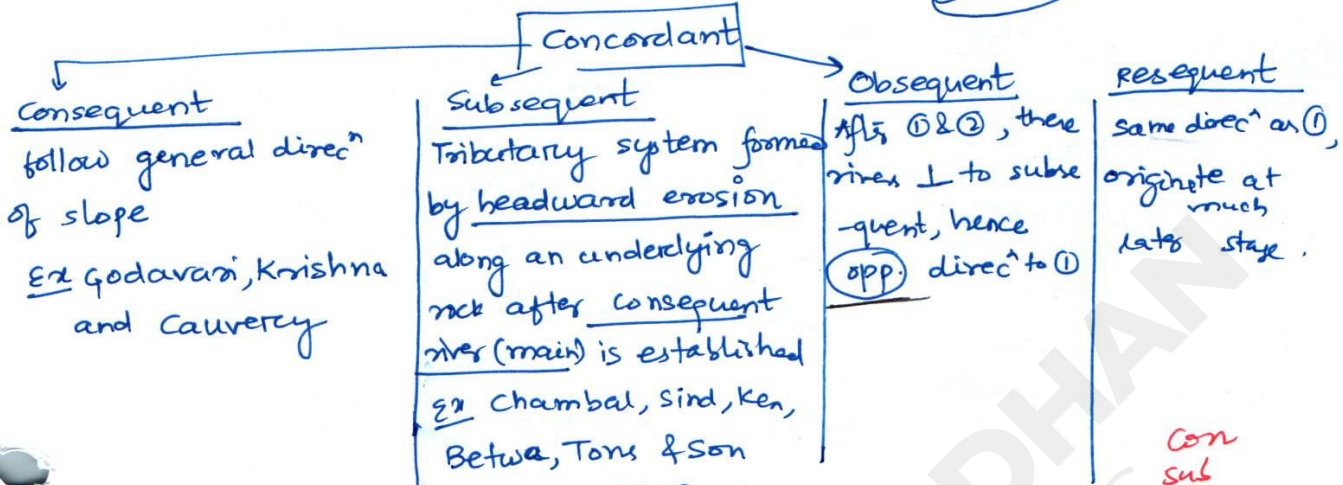 Concordant
Consequent
follow general direcⁿ
of slope
Ex Godavari, Krishna
and Cauvery
Subsequent
Tributary system formed
by headward erosion
along an underlying
rock after consequent
river (main) is established
Ex Chambal, Sind, Ken,
Betwa, Tons & Son
Obsequent
After ① & ②, there
rives ⊥ to subse
-quent, hence
opp. direcⁿ to ①
Resequent
same direcⁿ as ①,
originate at
much
later stage.
Con
sub
DHAN